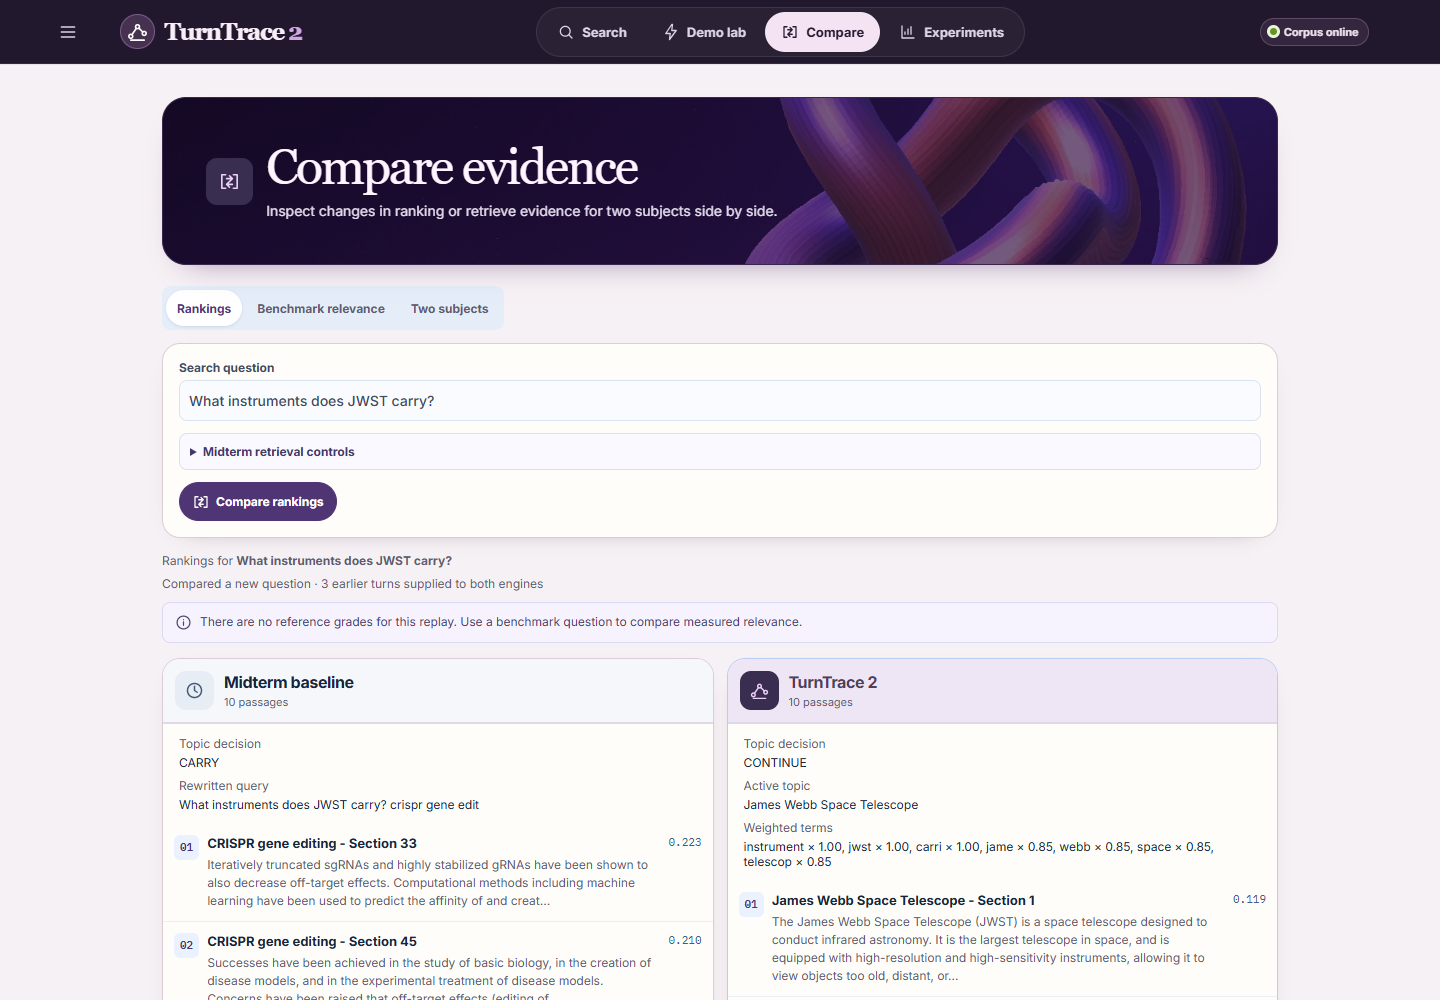 TurnTrace 2
Search
Demo lab
Compare
Experiments
Corpus online
Compare evidence
Inspect changes in ranking or retrieve evidence for two subjects side by side.
Rankings
Benchmark relevance
Two subjects
Search question
What instruments does JWST carry?
Midterm retrieval controls
Compare rankings
Rankings for What instruments does JWST carry?
Compared a new question · 3 earlier turns supplied to both engines
There are no reference grades for this replay. Use a benchmark question to compare measured relevance.
Midterm baseline
10 passages
Topic decision
CARRY
Rewritten query
What instruments does JWST carry? crispr gene edit
01
CRISPR gene editing - Section 33
0.223
Iteratively truncated sgRNAs and highly stabilized gRNAs have been shown to
also decrease off-target effects. Computational methods including machine
learning have been used to predict the affinity of and creat...
02
CRISPR gene editing - Section 45
0.210
Successes have been achieved in the study of basic biology, in the creation of
disease models, and in the experimental treatment of disease models.
Concerns have been raised that off-target effects (editing of
TurnTrace 2
10 passages
Topic decision
CONTINUE
Active topic
James Webb Space Telescope
Weighted terms
instrument × 1.00, jwst × 1.00, carri × 1.00, jame × 0.85, webb × 0.85, space × 0.85,
telescop × 0.85
01
James Webb Space Telescope - Section 1
0.119
The James Webb Space Telescope (JWST) is a space telescope designed to
conduct infrared astronomy. It is the largest telescope in space, and is
equipped with high-resolution and high-sensitivity instruments, allowing it to
view objects too old, distant, or...